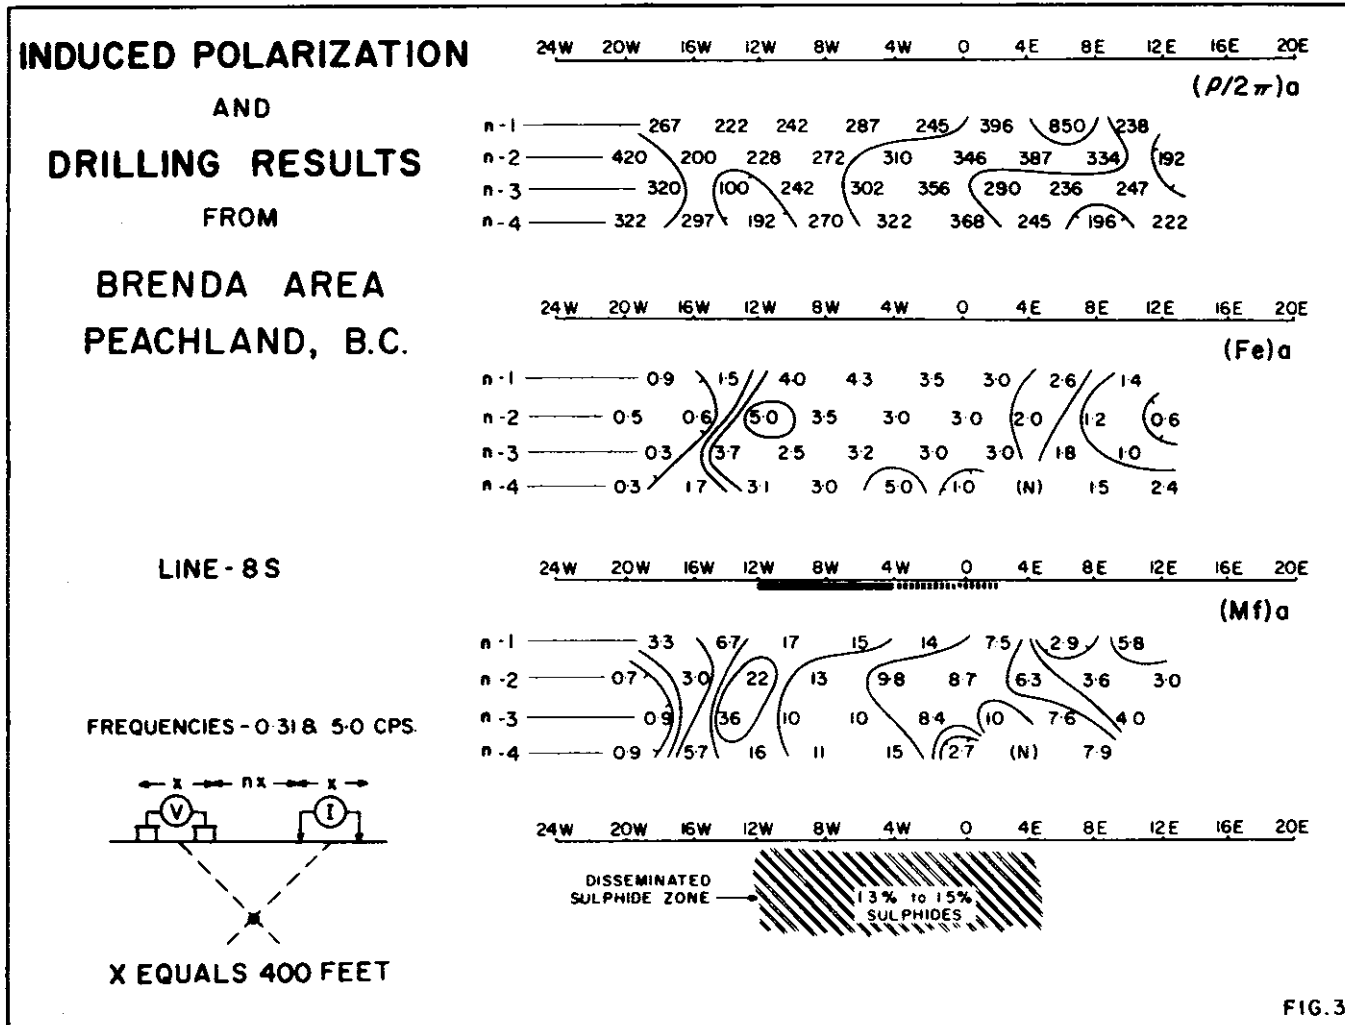 INDUCED POLARIZATION
AND
DRILLING RESULTS
FROM
BRENDA AREA
PEACHLAND, B.C.
LINE - 8S
FREQUENCIES - 0·31 & 5·0 CPS.
x nx x
V I
X EQUALS 400 FEET
24W 20W 16W 12W 8W 4W 0 4E 8E 12E 16E 20E
(ρ/2π)a
n-1 267 222 242 287 245 396 850 238
n-2 420 200 228 272 310 346 387 334 192
n-3 320 100 242 302 356 290 236 247
n-4 322 297 192 270 322 368 245 196 222
24W 20W 16W 12W 8W 4W 0 4E 8E 12E 16E 20E
(Fe)a
n-1 0·9 1·5 4·0 4·3 3·5 3·0 2·6 1·4
n-2 0·5 0·6 5·0 3·5 3·0 3·0 2·0 1·2 0·6
n-3 0·3 3·7 2·5 3·2 3·0 3·0 1·8 1·0
n-4 0·3 1·7 3·1 3·0 5·0 1·0 (N) 1·5 2·4
24W 20W 16W 12W 8W 4W 0 4E 8E 12E 16E 20E
(Mf)a
n-1 3·3 6·7 17 15 14 7·5 2·9 5·8
n-2 0·7 3·0 22 13 9·8 8·7 6·3 3·6 3·0
n-3 0·9 36 10 10 8·4 10 7·6 4·0
n-4 0·9 5·7 16 11 15 2·7 (N) 7·9
24W 20W 16W 12W 8W 4W 0 4E 8E 12E 16E 20E
DISSEMINATED
SULPHIDE ZONE
1·3% to 1·5%
SULPHIDES
FIG. 3